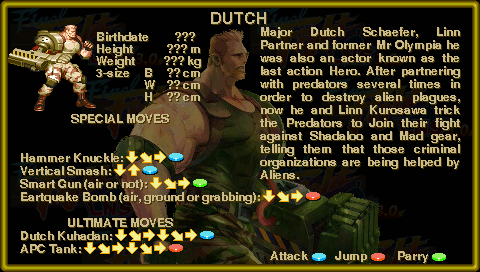 DUTCH
Birthdate ???
Height ??? m
Weight ??? kg
3-size B ?? cm
W ?? cm
H ?? cm
SPECIAL MOVES
Hammer Knuckle:
Vertical Smash:
Smart Gun (air or not):
Eartquake Bomb (air, ground or grabbing):
ULTIMATE MOVES
Dutch Kuhadan:
APC Tank:
Major Dutch Schaefer, Linn
Partner and former Mr Olympia he
was also an actor known as the
last action Hero. After partnering
with predators several times in
order to destroy alien plagues,
now he and Linn Kurosawa trick
the Predators to Join their fight
against Shadaloo and Mad gear,
telling them that those criminal
organizations are being helped by
Aliens.
Attack Jump Parry